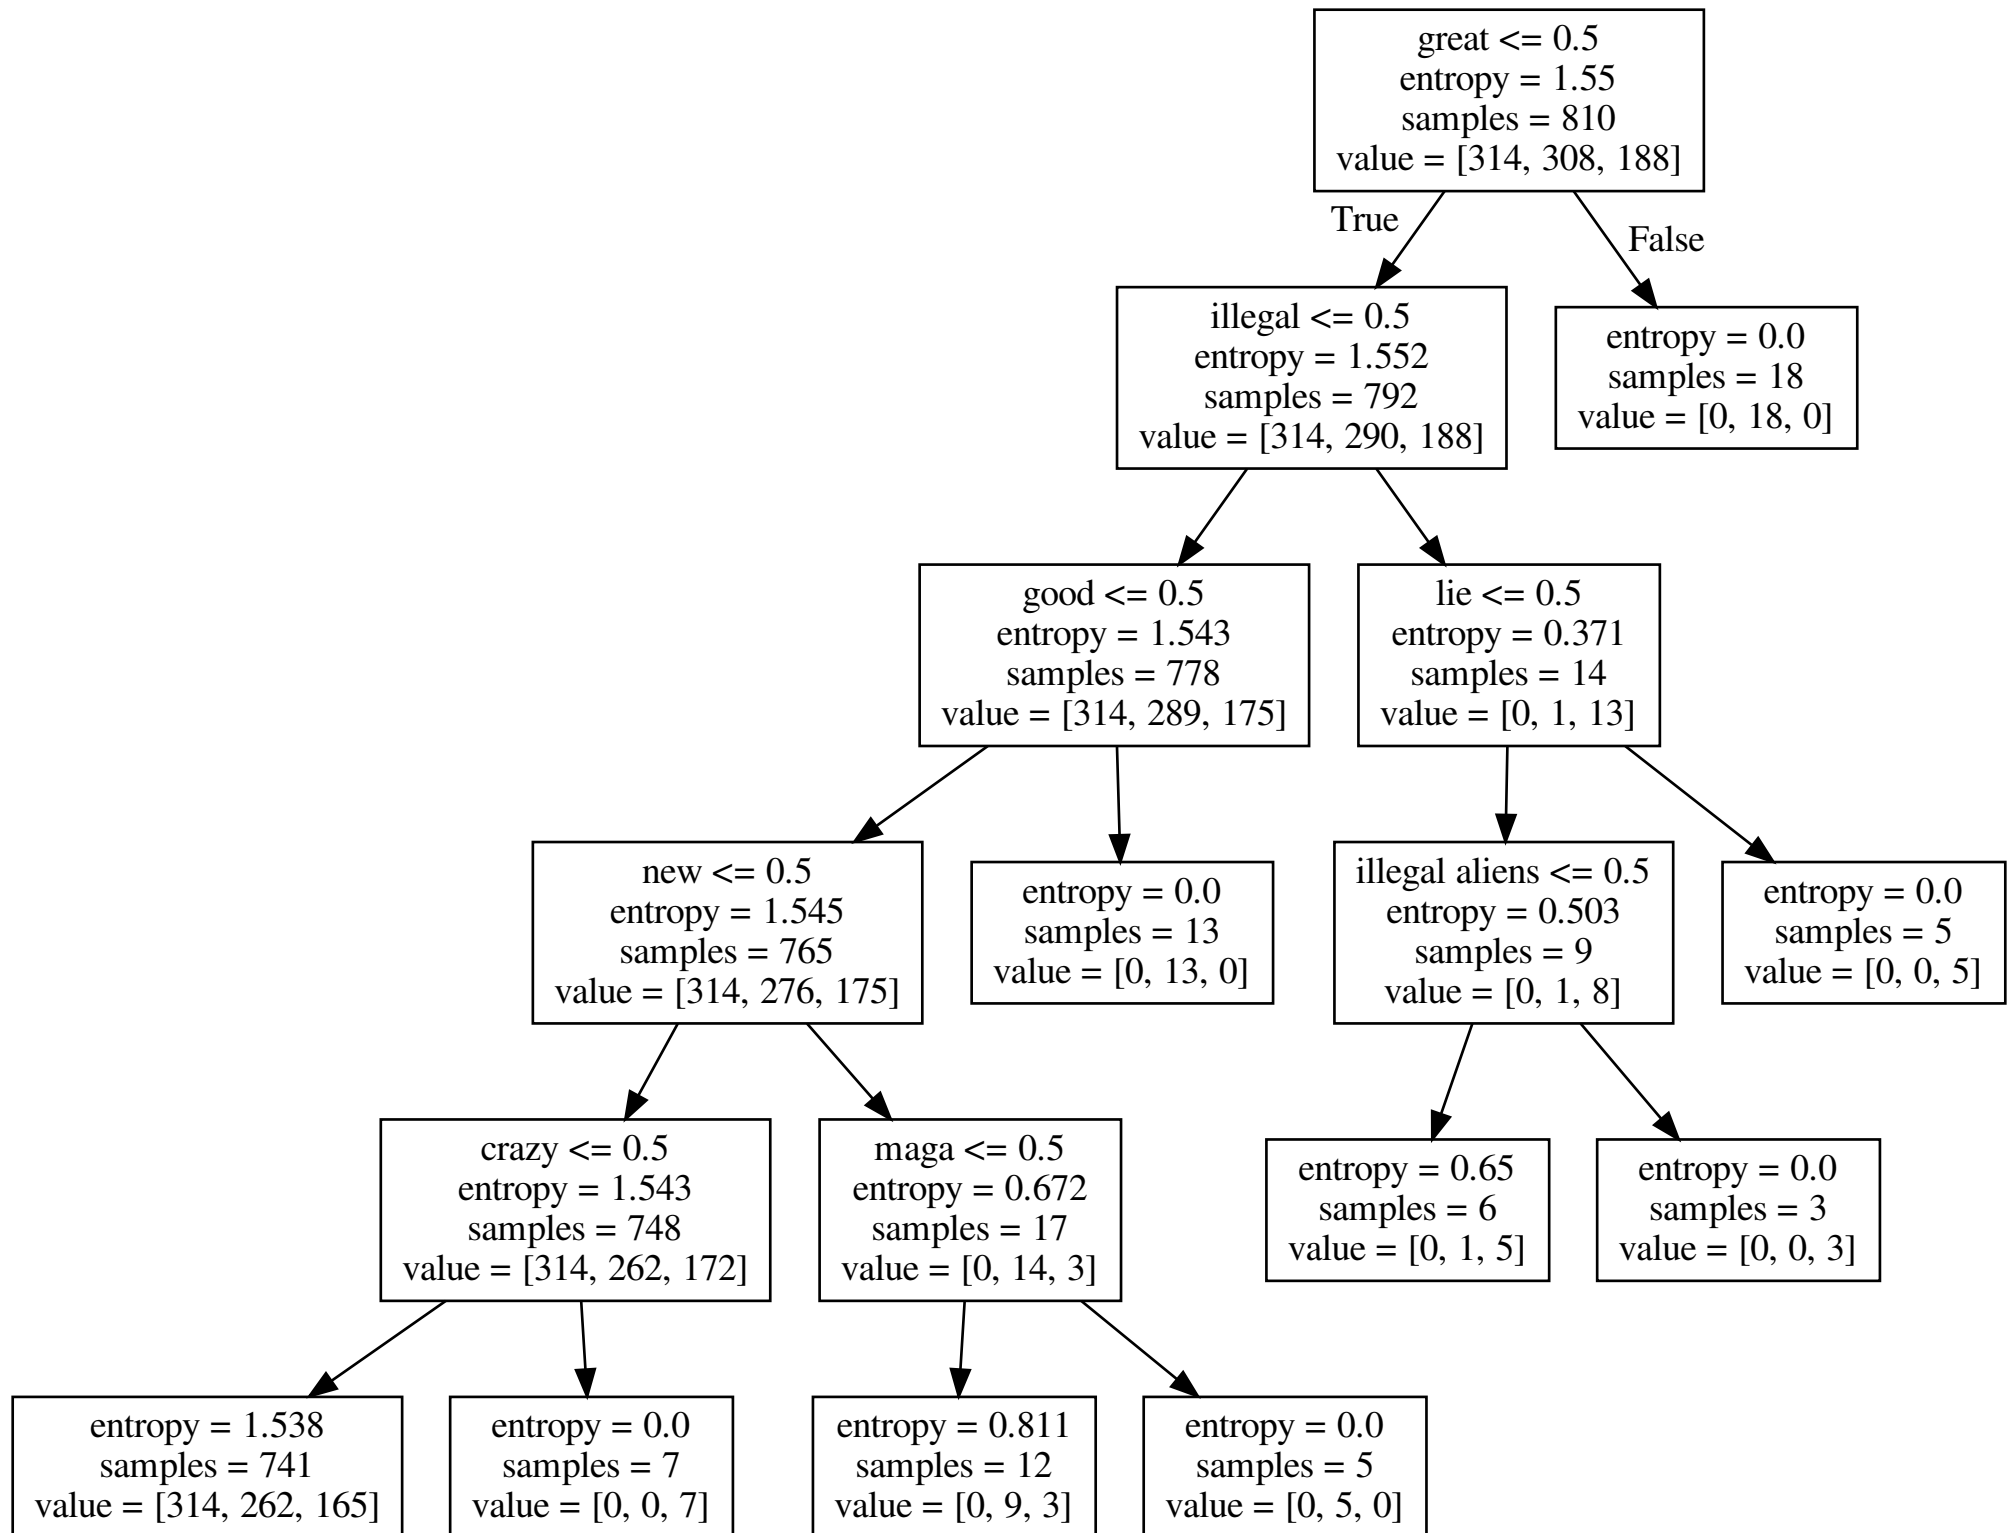 great <= 0.5
entropy = 1.55
samples = 810
value = [314, 308, 188]
True
False
illegal <= 0.5
entropy = 1.552
samples = 792
value = [314, 290, 188]
entropy = 0.0
samples = 18
value = [0, 18, 0]
good <= 0.5
entropy = 1.543
samples = 778
value = [314, 289, 175]
lie <= 0.5
entropy = 0.371
samples = 14
value = [0, 1, 13]
new <= 0.5
entropy = 1.545
samples = 765
value = [314, 276, 175]
entropy = 0.0
samples = 13
value = [0, 13, 0]
illegal aliens <= 0.5
entropy = 0.503
samples = 9
value = [0, 1, 8]
entropy = 0.0
samples = 5
value = [0, 0, 5]
crazy <= 0.5
entropy = 1.543
samples = 748
value = [314, 262, 172]
maga <= 0.5
entropy = 0.672
samples = 17
value = [0, 14, 3]
entropy = 0.65
samples = 6
value = [0, 1, 5]
entropy = 0.0
samples = 3
value = [0, 0, 3]
entropy = 1.538
samples = 741
value = [314, 262, 165]
entropy = 0.0
samples = 7
value = [0, 0, 7]
entropy = 0.811
samples = 12
value = [0, 9, 3]
entropy = 0.0
samples = 5
value = [0, 5, 0]